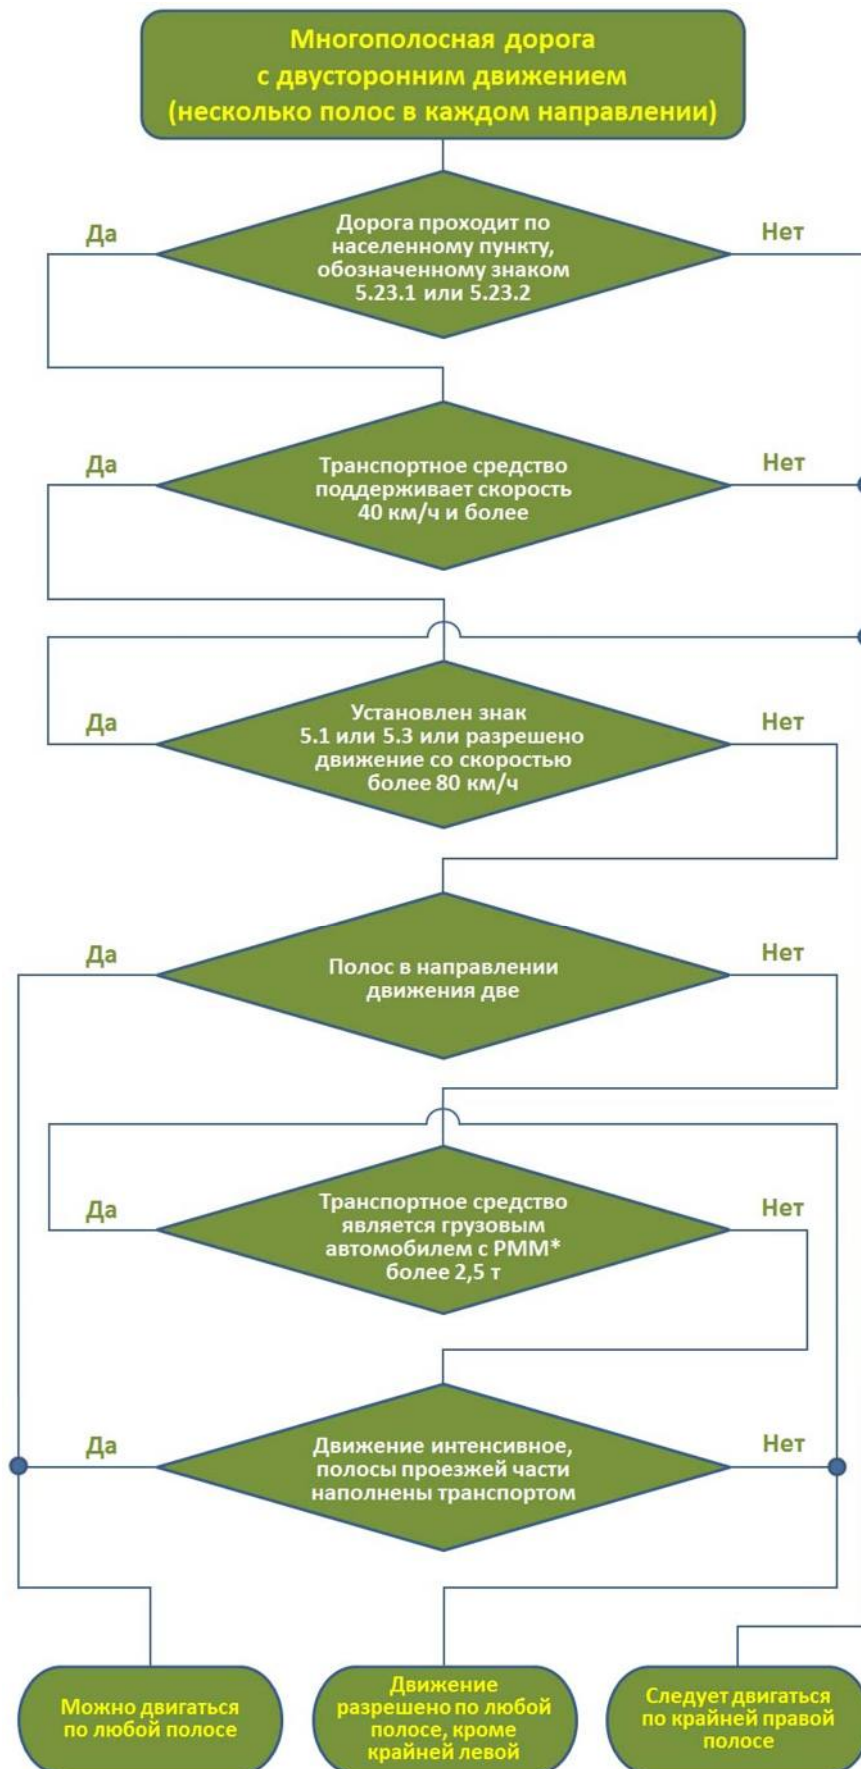 Многополосная дорога
с двусторонним движением
(несколько полос в каждом направлении)
Да
Нет
Дорога проходит по
населенному пункту,
обозначенному знаком
5.23.1 или 5.23.2
Да
Нет
Транспортное средство
поддерживает скорость
40 км/ч и более
Да
Нет
Установлен знак
5.1 или 5.3 или разрешено
движение со скоростью
более 80 км/ч
Да
Нет
Полос в направлении
движения две
Да
Нет
Транспортное средство
является грузовым
автомобилем с РММ*
более 2,5 т
Да
Нет
Движение интенсивное,
полосы проезжей части
наполнены транспортом
Можно двигаться
по любой полосе
Движение
разрешено по любой
полосе, кроме
крайней левой
Следует двигаться
по крайней правой
полосе